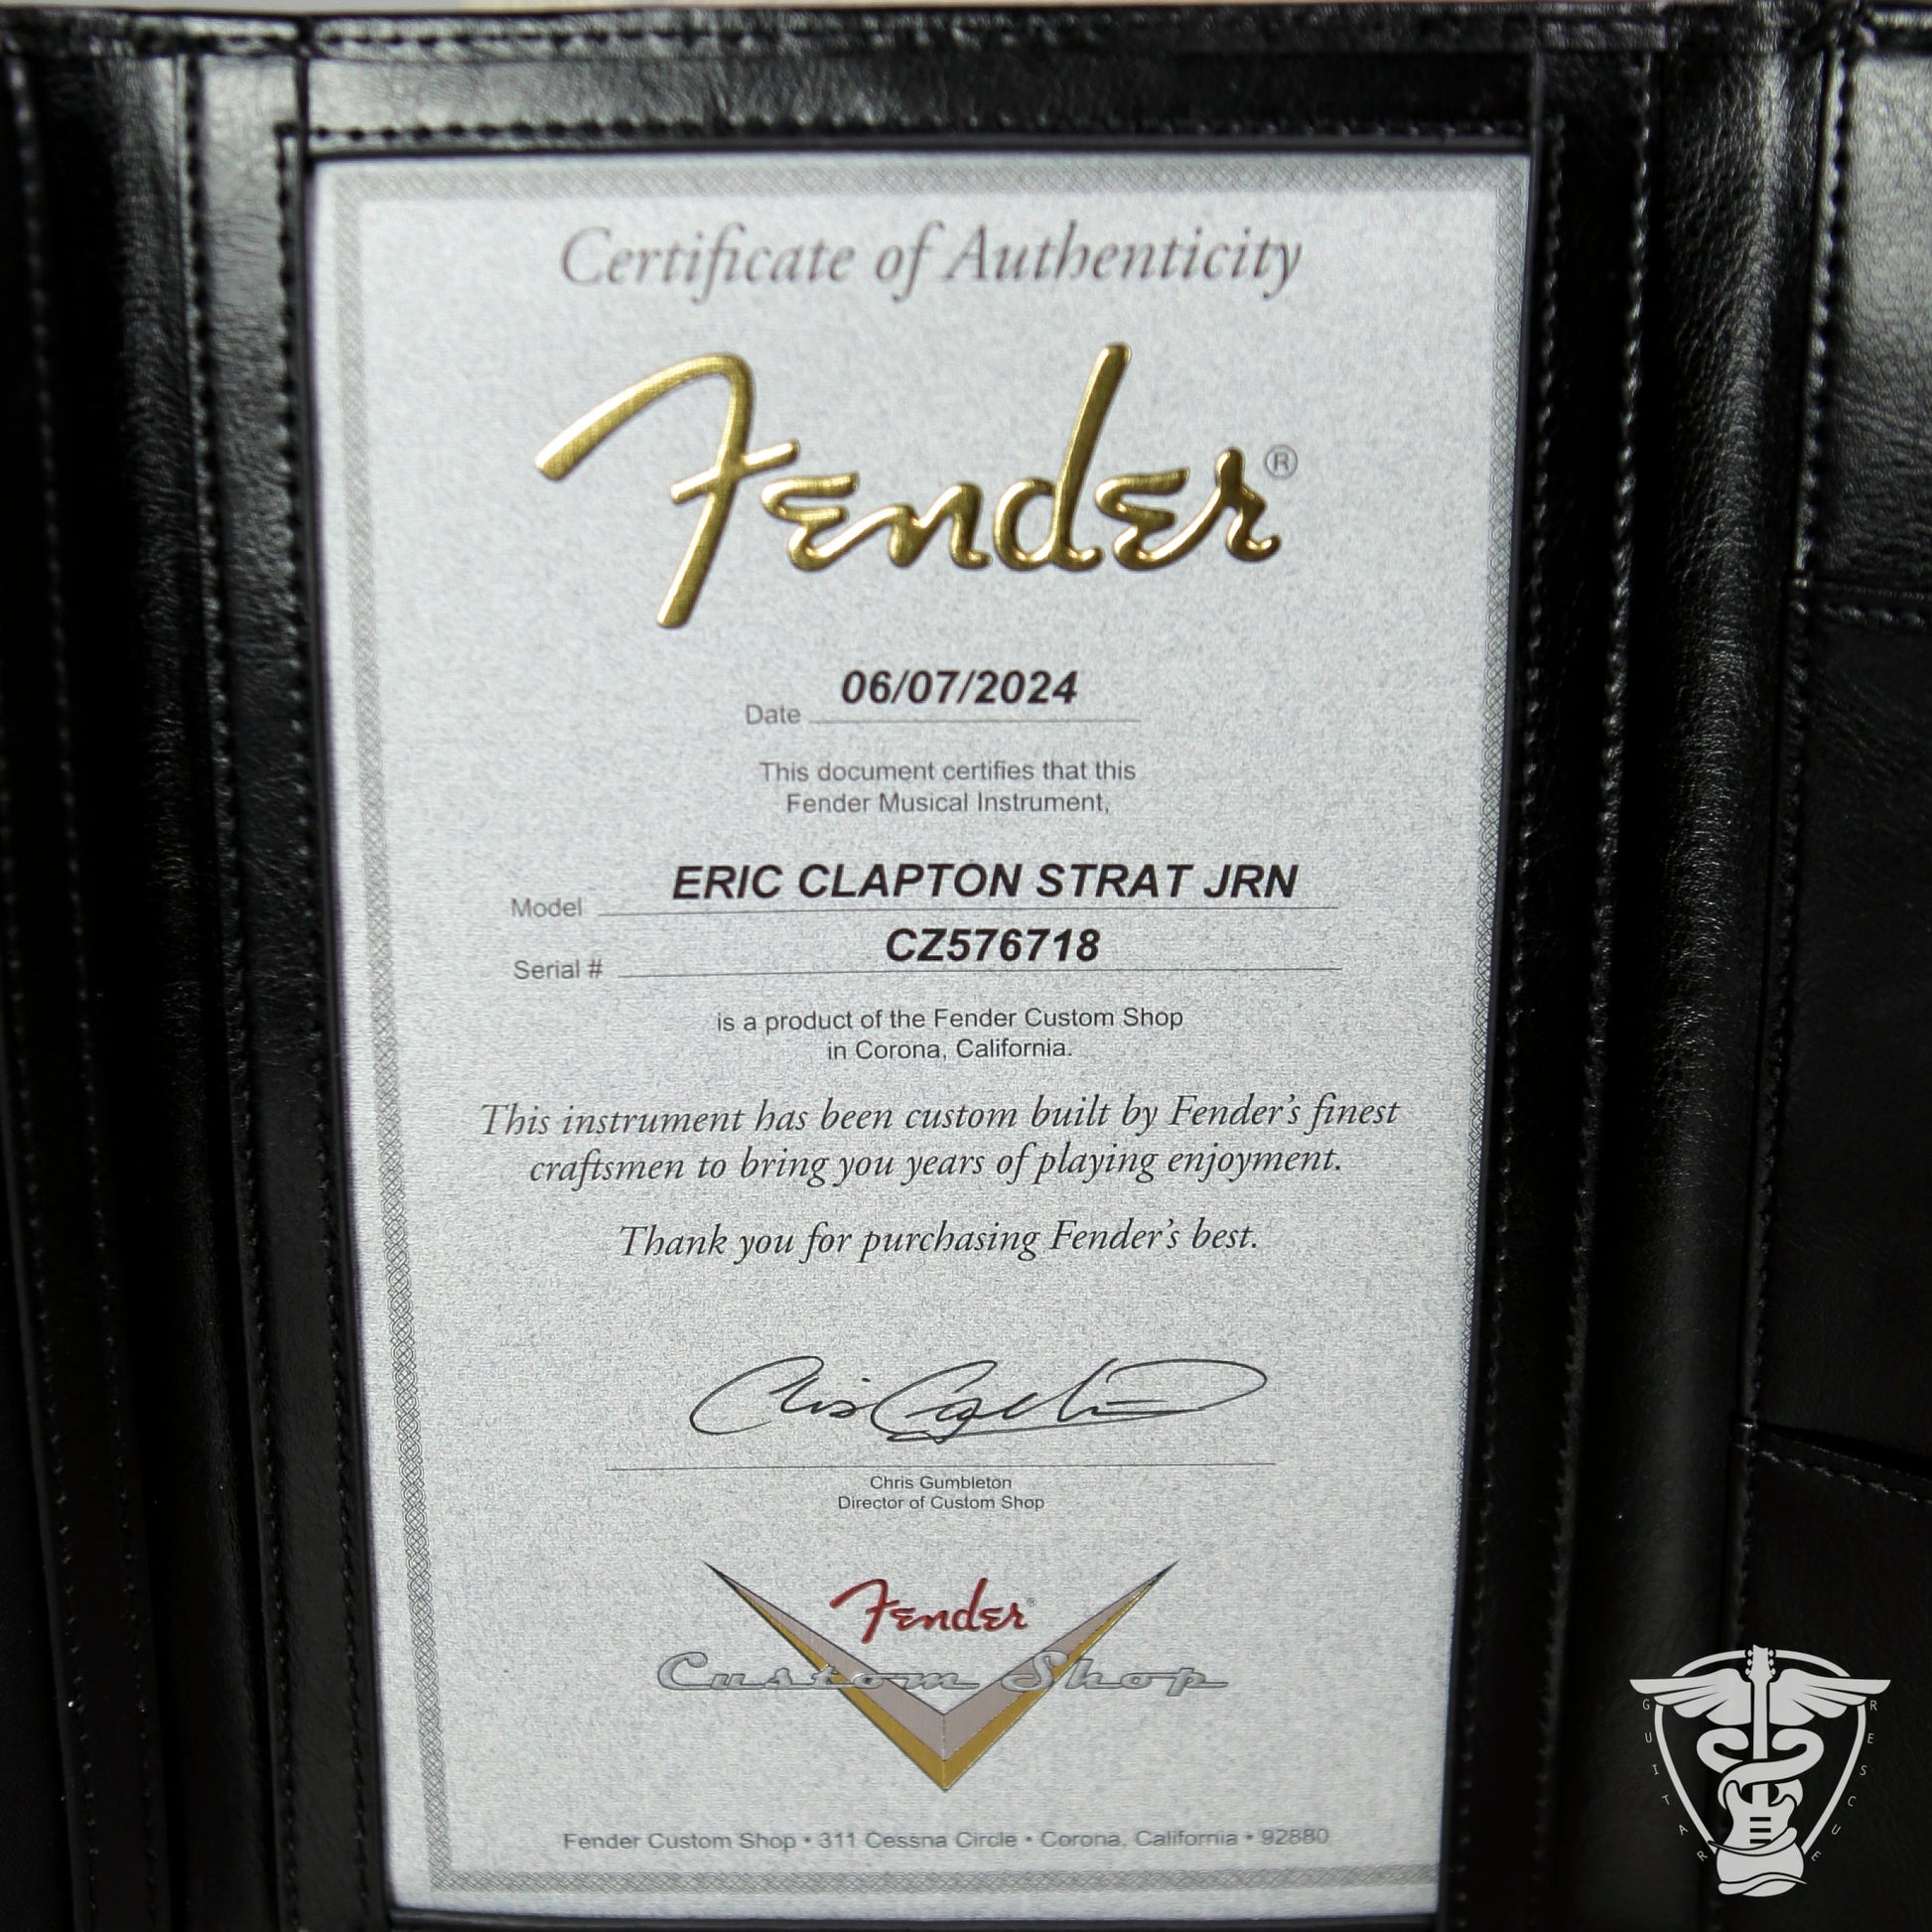 Certificate of Authenticity
Fender®
Date 06/07/2024
This document certifies that this
Fender Musical Instrument,
Model ERIC CLAPTON STRAT JRN
Serial # CZ576718
is a product of the Fender Custom Shop
in Corona, California.
This instrument has been custom built by Fender's finest
craftsmen to bring you years of playing enjoyment.
Thank you for purchasing Fender's best.
Chris Gumbleton
Director of Custom Shop
Fender®
Custom Shop
Fender Custom Shop • 311 Cessna Circle • Corona, California • 92880
GUITAR RESCUE